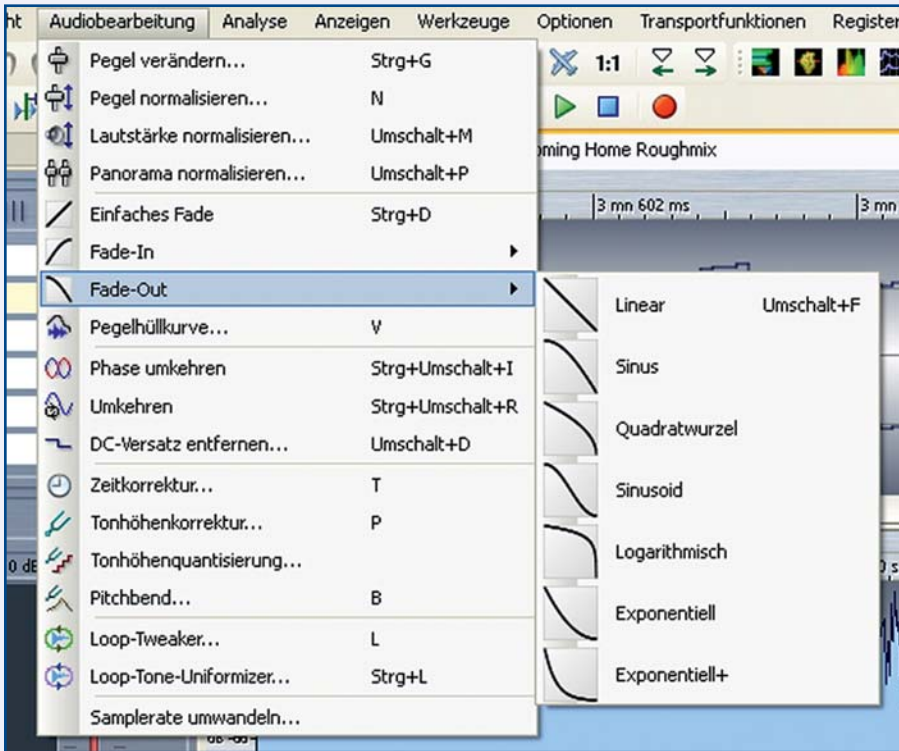 ht Audiobearbeitung Analyse Anzeigen Werkzeuge Optionen Transportfunktionen Register
Pegel verändern... Strg+G
1:1
Pegel normalisieren... N
Lautstärke normalisieren... Umschalt+M
oming Home Roughmix
Panorama normalisieren... Umschalt+P
3 mn 602 ms
3 mn
Einfaches Fade Strg+D
Fade-In
Fade-Out
Linear Umschalt+F
Sinus
Quadratwurzel
Sinusoid
Logarithmisch
Exponentiell
Exponentiell+
Pegelhüllkurve... V
Phase umkehren Strg+Umschalt+I
Umkehren Strg+Umschalt+R
DC-Versatz entfernen... Umschalt+D
Zeitkorrektur... T
Tonhöhenkorrektur... P
Tonhöhenquantisierung...
0 dB
Pitchbend... B
Loop-Tweaker... L
Loop-Tone-Uniformizer... Strg+L
Samplerate umwandeln...